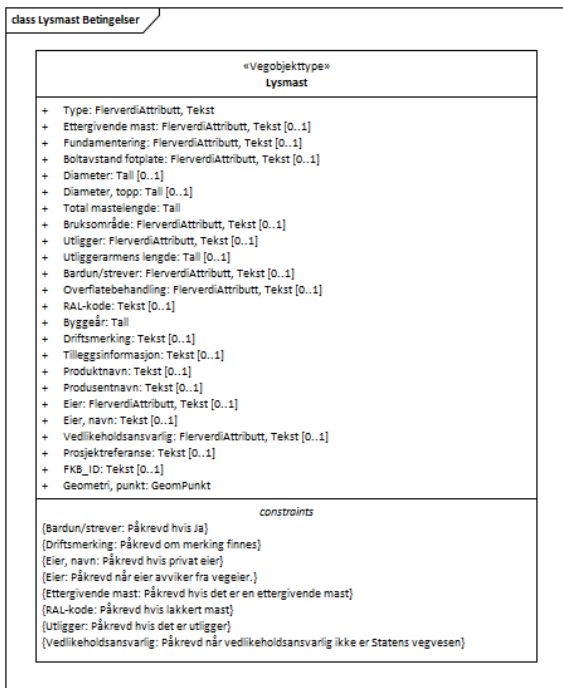 class Lysmast Betingelser
«Vegobjekttype»
Lysmast
+ Type: FlerverdiAttributt, Tekst
+ Ettergivende mast: FlerverdiAttributt, Tekst [0..1]
+ Fundamentering: FlerverdiAttributt, Tekst [0..1]
+ Boltavstand fotplate: FlerverdiAttributt, Tekst [0..1]
+ Diameter: Tall [0..1]
+ Diameter, topp: Tall [0..1]
+ Total mastelengde: Tall
+ Bruksområde: FlerverdiAttributt, Tekst [0..1]
+ Utligger: FlerverdiAttributt, Tekst [0..1]
+ Utliggerarmens lengde: Tall [0..1]
+ Bardun/strever: FlerverdiAttributt, Tekst [0..1]
+ Overflatebehandling: FlerverdiAttributt, Tekst [0..1]
+ RAL-kode: Tekst [0..1]
+ Byggeår: Tall
+ Driftsmerking: Tekst [0..1]
+ Tilleggsinformasjon: Tekst [0..1]
+ Produktnavn: Tekst [0..1]
+ Produsentnavn: Tekst [0..1]
+ Eier: FlerverdiAttributt, Tekst [0..1]
+ Eier, navn: Tekst [0..1]
+ Vedlikeholdsansvarlig: FlerverdiAttributt, Tekst [0..1]
+ Prosjektreferanse: Tekst [0..1]
+ FKB_ID: Tekst [0..1]
+ Geometri, punkt: GeomPunkt
constraints
{Bardun/strever: Påkrevd hvis Ja}
{Driftsmerking: Påkrevd om merking finnes}
{Eier, navn: Påkrevd hvis privat eier}
{Eier: Påkrevd når eier avviker fra vegeier.}
{Ettergivende mast: Påkrevd hvis det er en ettergivende mast}
{RAL-kode: Påkrevd hvis lakkert mast}
{Utligger: Påkrevd hvis det er utligger}
{Vedlikeholdsansvarlig: Påkrevd når vedlikeholdsansvarlig ikke er Statens vegvesen}